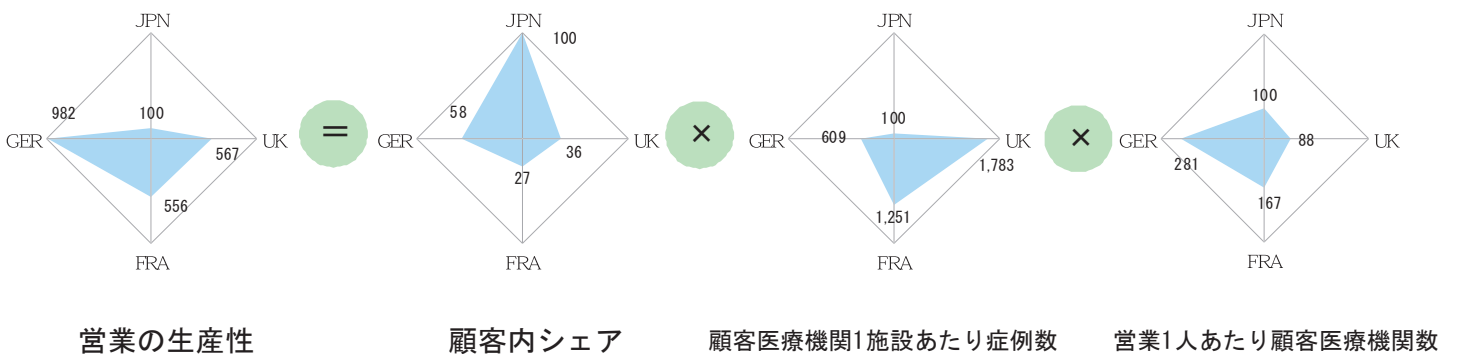 JPN
982
100
GER
UK
567
556
FRA
営業の生産性
＝
JPN
100
58
GER
UK
36
27
FRA
顧客内シェア
×
JPN
100
609
GER
UK
1,783
1,251
FRA
顧客医療機関1施設あたり症例数
×
JPN
100
GER
88
UK
281
167
FRA
営業1人あたり顧客医療機関数